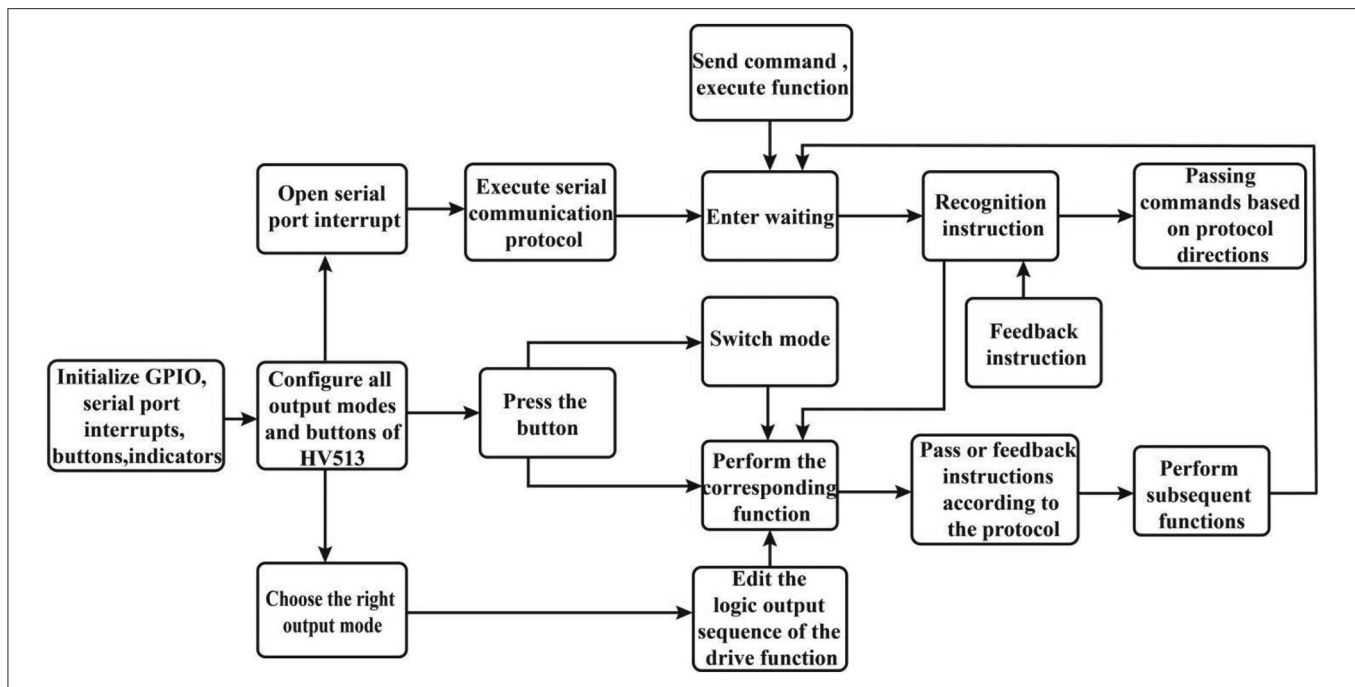 Send command ,
execute function
Open serial
port interrupt
Execute serial
communication
protocol
Enter waiting
Recognition
instruction
Passing
commands based
on protocol
directions
Switch mode
Feedback
instruction
Initialize GPIO,
serial port
interrupts,
buttons,indicators
Configure all
output modes
and buttons of
HV513
Press the
button
Perform the
corresponding
function
Pass or feedback
instructions
according to
the protocol
Perform
subsequent
functions
Choose the right
output mode
Edit the
logic output
sequence of the
drive function